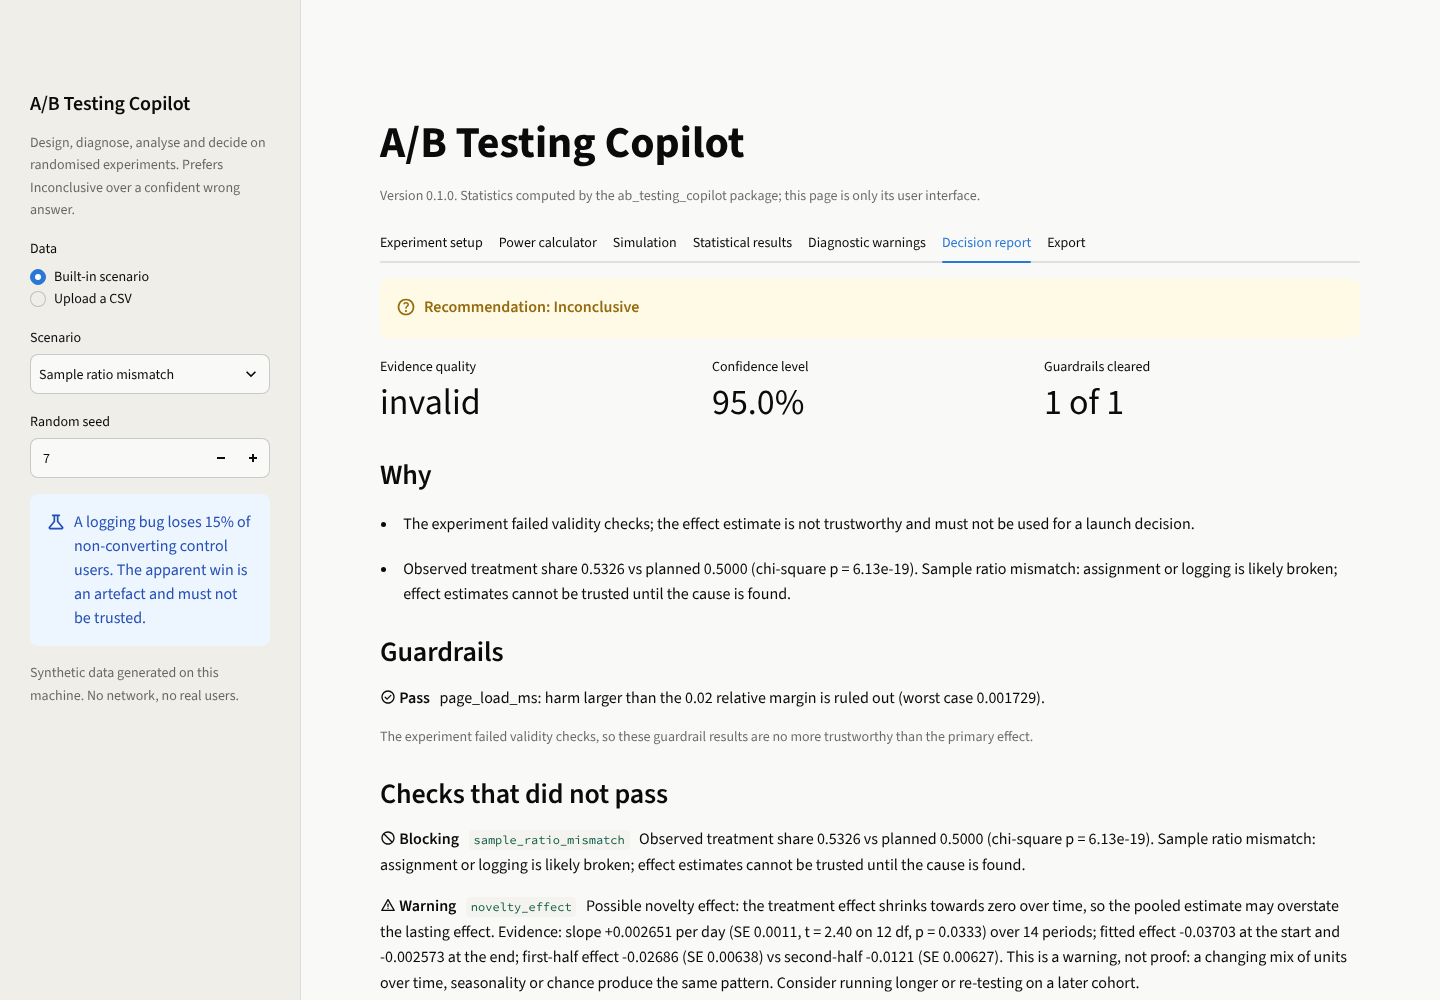 A/B Testing Copilot
Design, diagnose, analyse and decide on
randomised experiments. Prefers
Inconclusive over a confident wrong
answer.
Data
Built-in scenario
Upload a CSV
Scenario
Sample ratio mismatch
Random seed
7
A logging bug loses 15% of
non-converting control
users. The apparent win is
an artefact and must not
be trusted.
Synthetic data generated on this
machine. No network, no real users.
A/B Testing Copilot
Version 0.1.0. Statistics computed by the ab_testing_copilot package; this page is only its user interface.
Experiment setup Power calculator Simulation Statistical results Diagnostic warnings Decision report Export
Recommendation: Inconclusive
Evidence quality Confidence level Guardrails cleared
invalid 95.0% 1 of 1
Why
• The experiment failed validity checks; the effect estimate is not trustworthy and must not be used for a launch decision.
• Observed treatment share 0.5326 vs planned 0.5000 (chi-square p = 6.13e-19). Sample ratio mismatch: assignment or logging is likely broken;
effect estimates cannot be trusted until the cause is found.
Guardrails
Pass page_load_ms: harm larger than the 0.02 relative margin is ruled out (worst case 0.001729).
The experiment failed validity checks, so these guardrail results are no more trustworthy than the primary effect.
Checks that did not pass
Blocking sample_ratio_mismatch Observed treatment share 0.5326 vs planned 0.5000 (chi-square p = 6.13e-19). Sample ratio mismatch:
assignment or logging is likely broken; effect estimates cannot be trusted until the cause is found.
Warning novelty_effect Possible novelty effect: the treatment effect shrinks towards zero over time, so the pooled estimate may overstate
the lasting effect. Evidence: slope +0.002651 per day (SE 0.0011, t = 2.40 on 12 df, p = 0.0333) over 14 periods; fitted effect -0.03703 at the start and
-0.002573 at the end; first-half effect -0.02686 (SE 0.00638) vs second-half -0.0121 (SE 0.00627). This is a warning, not proof: a changing mix of units
over time, seasonality or chance produce the same pattern. Consider running longer or re-testing on a later cohort.